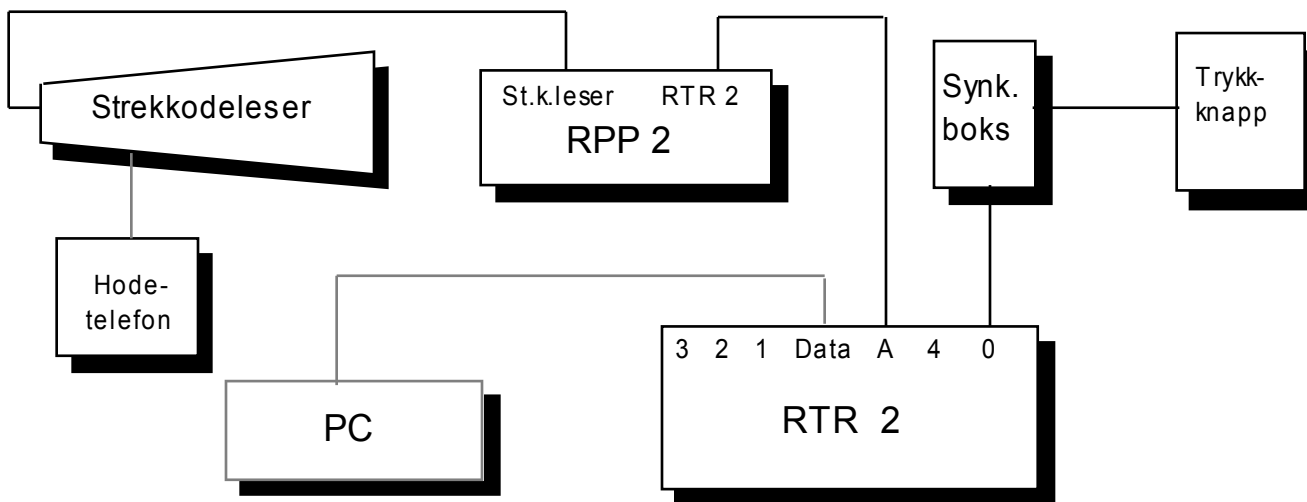 Strekkodeleser
St.k.leser RTR 2
RPP 2
Synk.
boks
Trykk-
knapp
Hode-
telefon
PC
3 2 1 Data A 4 0
RTR 2